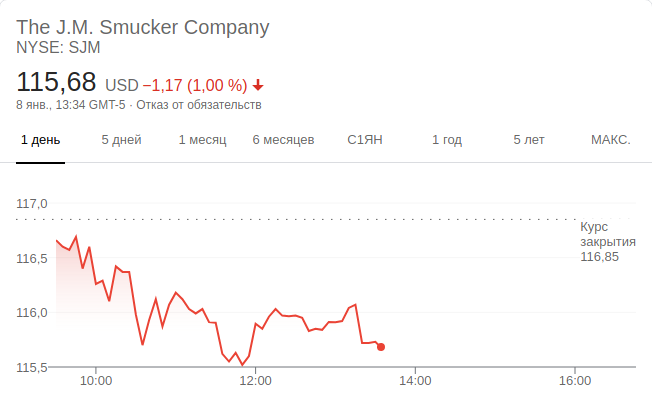 The J.M. Smucker Company
NYSE: SJM
115,68 USD −1,17 (1,00 %)
8 янв., 13:34 GMT-5 · Отказ от обязательств
1 день 5 дней 1 месяц 6 месяцев С1ЯН 1 год 5 лет МАКС.
117,0
Курс
закрытия
116,85
116,5
116,0
115,5
10:00 12:00 14:00 16:00